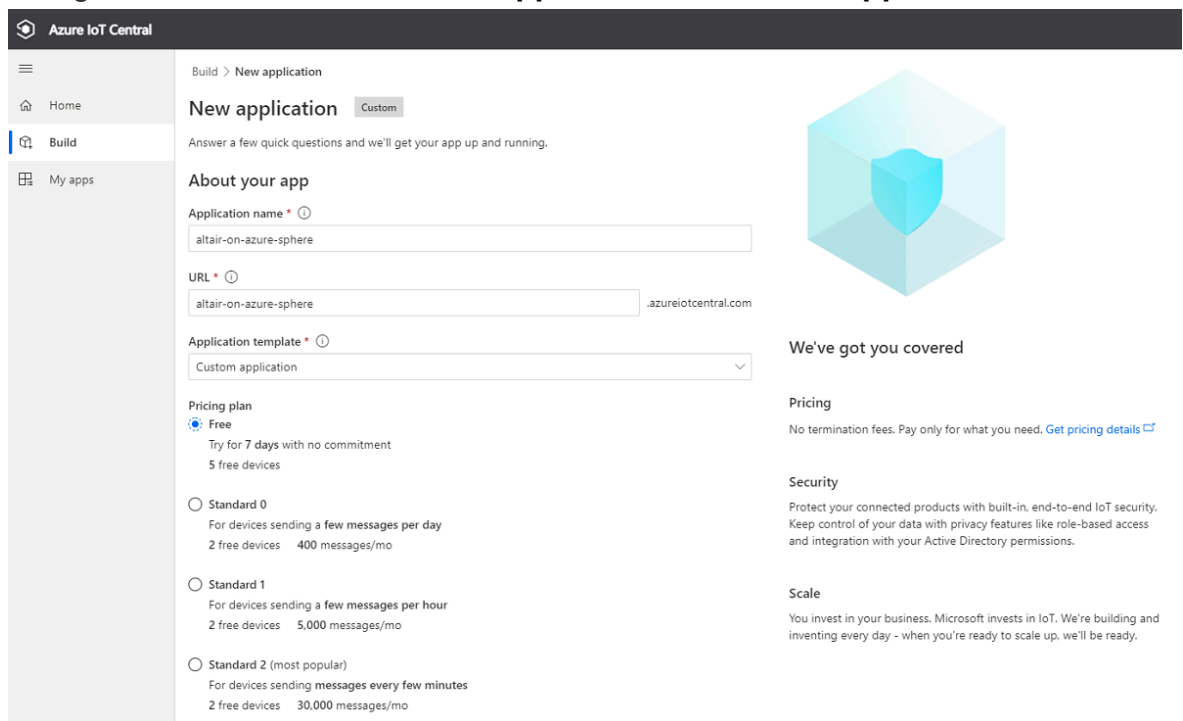 Azure IoT Central
Home
Build
My apps
Build > New application
New application Custom
Answer a few quick questions and we'll get your app up and running.
About your app
Application name *
altair-on-azure-sphere
URL *
altair-on-azure-sphere .azureiotcentral.com
Application template *
Custom application
Pricing plan
Free
Try for 7 days with no commitment
5 free devices
Standard 0
For devices sending a few messages per day
2 free devices 400 messages/mo
Standard 1
For devices sending a few messages per hour
2 free devices 5,000 messages/mo
Standard 2 (most popular)
For devices sending messages every few minutes
2 free devices 30,000 messages/mo
We've got you covered
Pricing
No termination fees. Pay only for what you need. Get pricing details
Security
Protect your connected products with built-in, end-to-end IoT security.
Keep control of your data with privacy features like role-based access
and integration with your Active Directory permissions.
Scale
You invest in your business. Microsoft invests in IoT. We're building and
inventing every day - when you're ready to scale up, we'll be ready.